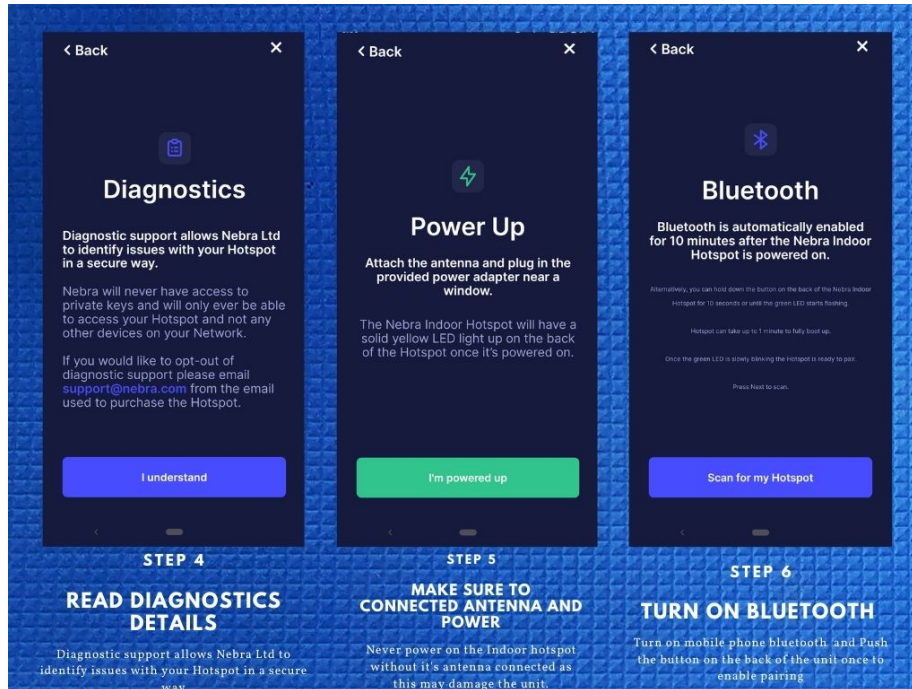 < Back
×
Diagnostics
Diagnostic support allows Nebra Ltd
to identify issues with your Hotspot
in a secure way.
Nebra will never have access to
private keys and will only ever be able
to access your Hotspot and not any
other devices on your Network.
If you would like to opt-out of
diagnostic support please email
support@nebra.com from the email
used to purchase the Hotspot.
I understand
STEP 4
READ DIAGNOSTICS
DETAILS
Diagnostic support allows Nebra Ltd to
identify issues with your Hotspot in a secure
way
< Back
×
Power Up
Attach the antenna and plug in the
provided power adapter near a
window.
The Nebra Indoor Hotspot will have a
solid yellow LED light up on the back
of the Hotspot once it's powered on.
I'm powered up
STEP 5
MAKE SURE TO
CONNECTED ANTENNA AND
POWER
Never power on the Indoor hotspot
without it's antenna connected as
this may damage the unit.
< Back
×
Bluetooth
Bluetooth is automatically enabled
for 10 minutes after the Nebra Indoor
Hotspot is powered on.
Alternatively, you can hold down the button on the back of the Nebra Indoor
Hotspot for 10 seconds or until the green LED starts flashing.
Hotspot can take up to 1 minute to fully boot up.
Once the green LED is slowly blinking the Hotspot is ready to pair.
Press Next to scan.
Scan for my Hotspot
STEP 6
TURN ON BLUETOOTH
Turn on mobile phone bluetooth and Push
the button on the back of the unit once to
enable pairing